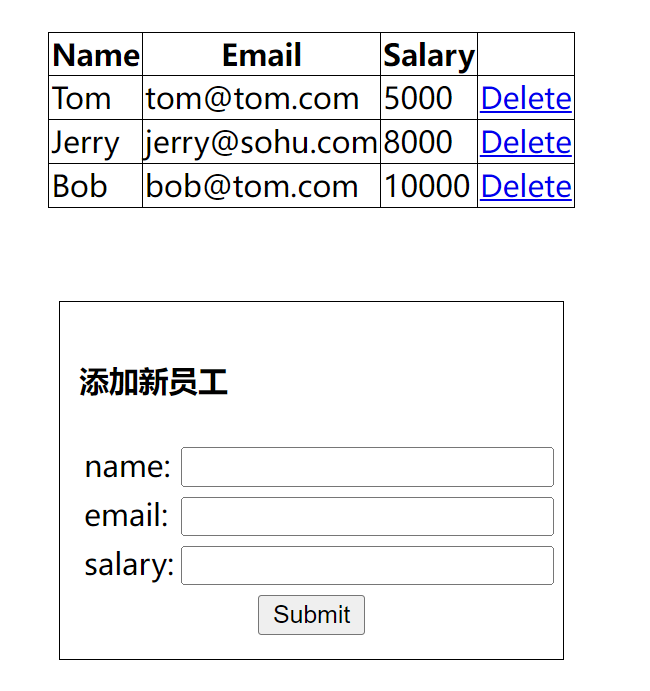 Name Email Salary
Tom tom@tom.com 5000 Delete
Jerry jerry@sohu.com 8000 Delete
Bob bob@tom.com 10000 Delete
添加新员工
name:
email:
salary:
Submit